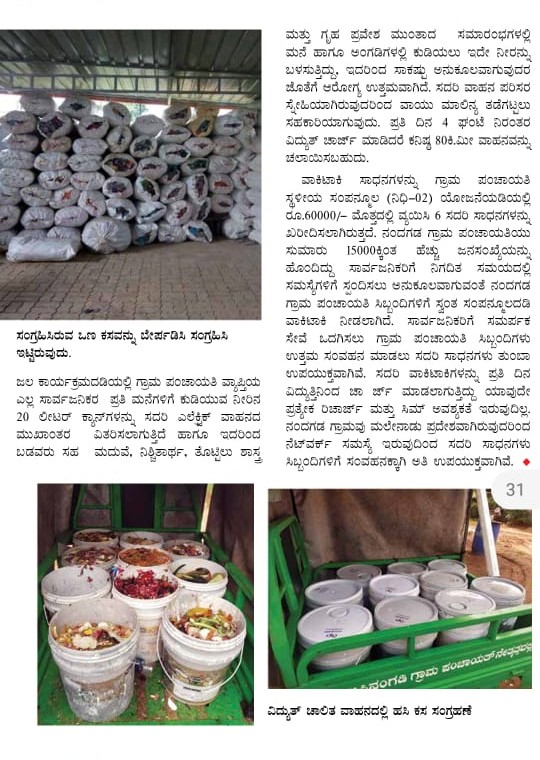 ಸಂಗ್ರಹಿಸಿರುವ ಒಣ ಕಸವನ್ನು ಬೇರ್ಪಡಿಸಿ ಸಂಗ್ರಹಿಸಿ
ಇಟ್ಟಿರುವುದು.
ಜಲ ಕಾರ್ಯಕ್ರಮದಡಿಯಲ್ಲಿ ಗ್ರಾಮ ಪಂಚಾಯತಿ ವ್ಯಾಪ್ತಿಯ
ಎಲ್ಲ ಸಾರ್ವಜನಿಕರ ಪ್ರತಿ ಮನೆಗಳಿಗೆ ಕುಡಿಯುವ ನೀರಿನ
20 ಲೀಟರ್ ಕ್ಯಾನ್‌ಗಳನ್ನು ಸದರಿ ಎಲೆಕ್ಟ್ರಿಕ್ ವಾಹನದ
ಮುಖಾಂತರ ವಿತರಿಸಲಾಗುತ್ತಿದೆ ಹಾಗೂ ಇದರಿಂದ
ಬಡವರು ಸಹ ಮದುವೆ, ನಿಶ್ಚಿತಾರ್ಥ, ತೊಟ್ಟಿಲು ಶಾಸ್ತ್ರ
ಮತ್ತು ಗೃಹ ಪ್ರವೇಶ ಮುಂತಾದ ಸಮಾರಂಭಗಳಲ್ಲಿ
ಮನೆ ಹಾಗೂ ಅಂಗಡಿಗಳಲ್ಲಿ ಕುಡಿಯಲು ಇದೇ ನೀರನ್ನು
ಬಳಸುತ್ತಿದ್ದು, ಇದರಿಂದ ಸಾಕಷ್ಟು ಅನುಕೂಲವಾಗುವುದರ
ಜೊತೆಗೆ ಆರೋಗ್ಯ ಉತ್ತಮವಾಗಿದೆ. ಸದರಿ ವಾಹನ ಪರಿಸರ
ಸ್ನೇಹಿಯಾಗಿರುವುದರಿಂದ ವಾಯು ಮಾಲಿನ್ಯ ತಡೆಗಟ್ಟಲು
ಸಹಕಾರಿಯಾಗುವುದು. ಪ್ರತಿ ದಿನ 4 ಘಂಟೆ ನಿರಂತರ
ವಿದ್ಯುತ್ ಚಾರ್ಜ್ ಮಾಡಿದರೆ ಕನಿಷ್ಠ 80ಕಿ.ಮೀ ವಾಹನವನ್ನು
ಚಲಾಯಿಸಬಹುದು.
ವಾಕಿಟಾಕಿ ಸಾಧನಗಳನ್ನು ಗ್ರಾಮ ಪಂಚಾಯತಿ
ಸ್ಥಳೀಯ ಸಂಪನ್ಮೂಲ (ನಿಧಿ-02) ಯೋಜನೆಯಡಿಯಲ್ಲಿ
ರೂ.60000/- ಮೊತ್ತದಲ್ಲಿ ವ್ಯಯಿಸಿ 6 ಸದರಿ ಸಾಧನಗಳನ್ನು
ಖರೀದಿಸಲಾಗಿರುತ್ತದೆ. ನಂದಗಡ ಗ್ರಾಮ ಪಂಚಾಯತಿಯು
ಸುಮಾರು 15000ಕ್ಕಿಂತ ಹೆಚ್ಚು ಜನಸಂಖ್ಯೆಯನ್ನು
ಹೊಂದಿದ್ದು ಸಾರ್ವಜನಿಕರಿಗೆ ನಿಗದಿತ ಸಮಯದಲ್ಲಿ
ಸಮಸ್ಯೆಗಳಿಗೆ ಸ್ಪಂದಿಸಲು ಅನುಕೂಲವಾಗುವಂತೆ ನಂದಗಡ
ಗ್ರಾಮ ಪಂಚಾಯತಿ ಸಿಬ್ಬಂದಿಗಳಿಗೆ ಸ್ವಂತ ಸಂಪನ್ಮೂಲದಡಿ
ವಾಕಿಟಾಕಿ ನೀಡಲಾಗಿದೆ. ಸಾರ್ವಜನಿಕರಿಗೆ ಸಮರ್ಪಕ
ಸೇವೆ ಒದಗಿಸಲು ಗ್ರಾಮ ಪಂಚಾಯತಿ ಸಿಬ್ಬಂದಿಗಳು
ಉತ್ತಮ ಸಂವಹನ ಮಾಡಲು ಸದರಿ ಸಾಧನಗಳು ತುಂಬಾ
ಉಪಯುಕ್ತವಾಗಿವೆ. ಸದರಿ ವಾಕಿಟಾಕಿಗಳನ್ನು ಪ್ರತಿ ದಿನ
ವಿದ್ಯುತ್ತಿನಿಂದ ಚಾ ರ್ಜ್ ಮಾಡಲಾಗುತ್ತಿದ್ದು ಯಾವುದೇ
ಪ್ರತ್ಯೇಕ ರಿಚಾರ್ಜ್ ಮತ್ತು ಸಿಮ್ ಅವಶ್ಯಕತೆ ಇರುವುದಿಲ್ಲ.
ನಂದಗಡ ಗ್ರಾಮವು ಮಲೇನಾಡು ಪ್ರದೇಶವಾಗಿರುವುದರಿಂದ
ನೆಟ್‌ವರ್ಕ್ ಸಮಸ್ಯೆ ಇರುವುದಿಂದ ಸದರಿ ಸಾಧನಗಳು
ಸಿಬ್ಬಂದಿಗಳಿಗೆ ಸಂವಹನಕ್ಕಾಗಿ ಅತಿ ಉಪಯುಕ್ತವಾಗಿವೆ.
31
ಗ್ರಾಮ ಪಂಚಾಯತ್
ವಿದ್ಯುತ್ ಚಾಲಿತ ವಾಹನದಲ್ಲಿ ಹಸಿ ಕಸ ಸಂಗ್ರಹಣೆ